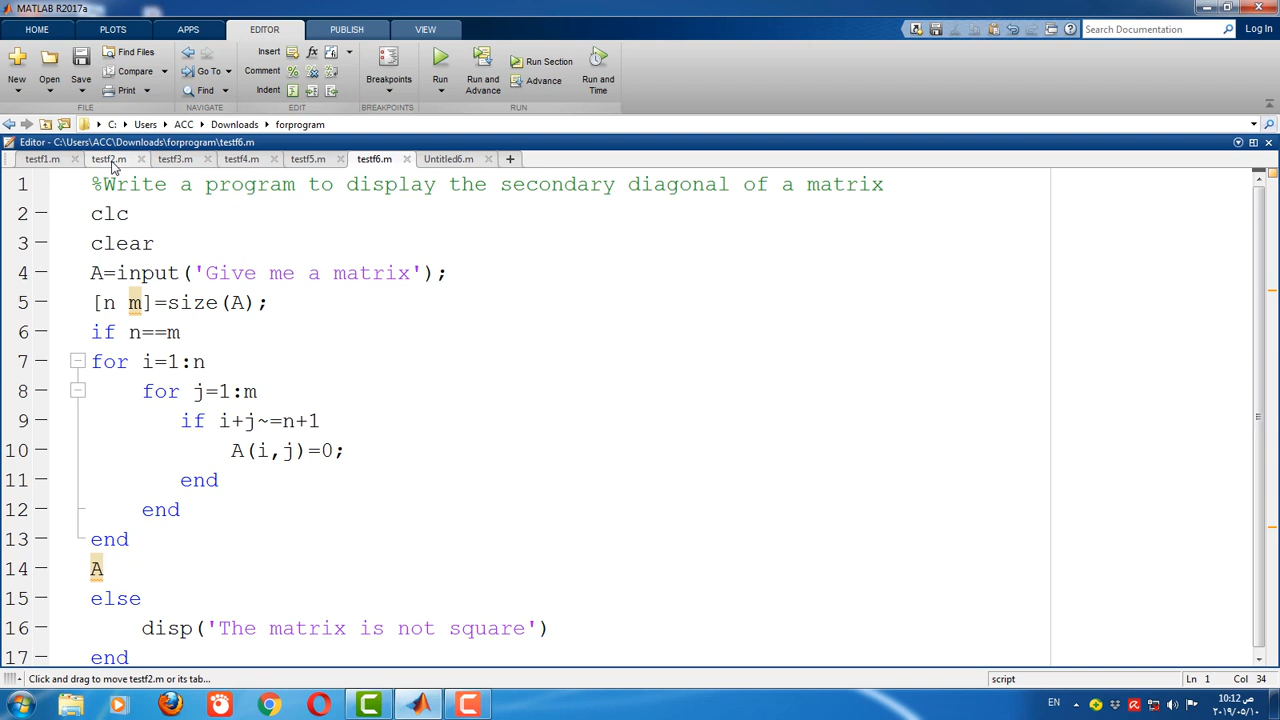 MATLAB R2017a
HOME PLOTS APPS EDITOR PUBLISH VIEW
Search Documentation Log In
New Open Save Find Files Compare Print
Go To Find
Insert fx Comment Indent
Breakpoints
Run Run and Advance Run Section Advance Run and Time
FILE NAVIGATE EDIT BREAKPOINTS RUN
C: Users ACC Downloads forprogram
Editor - C:\Users\ACC\Downloads\forprogram\testf6.m
testf1.m testf2.m testf3.m testf4.m testf5.m testf6.m Untitled6.m
1 %Write a program to display the secondary diagonal of a matrix
2 clc
3 clear
4 A=input('Give me a matrix');
5 [n m]=size(A);
6 if n==m
7 for i=1:n
8 for j=1:m
9 if i+j~=n+1
10 A(i,j)=0;
11 end
12 end
13 end
14 A
15 else
16 disp('The matrix is not square')
17 end
Click and drag to move testf2.m or its tab... script Ln 1 Col 34
EN 10:12 ص
٢٠١٩/٠٥/١٠